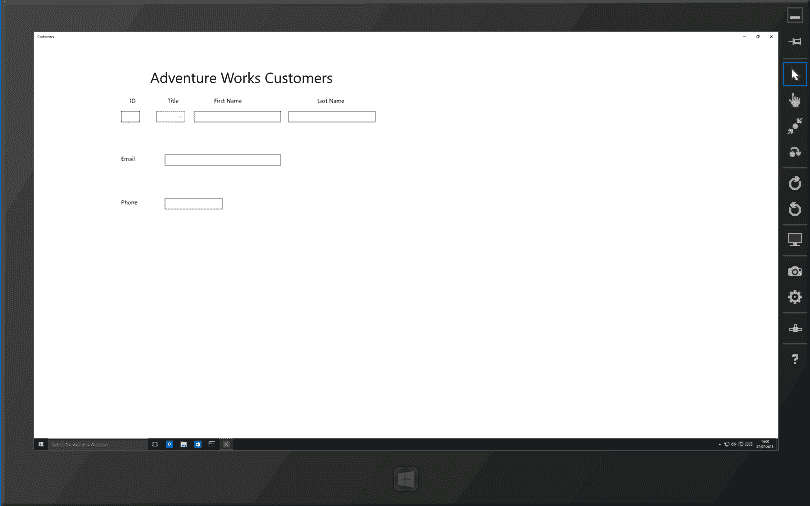 Customers
Adventure Works Customers
ID Title First Name Last Name
Email
Phone
?